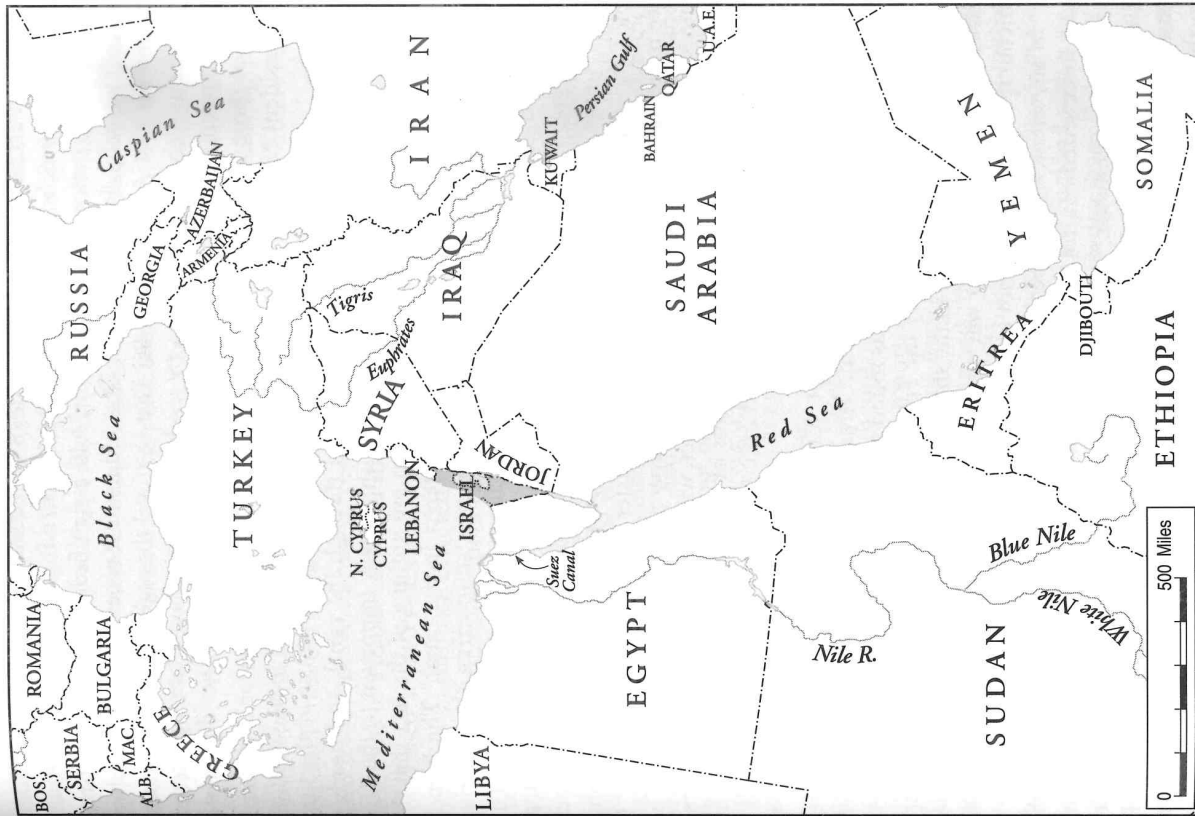 BOS.
SERBIA
ROMANIA
BULGARIA
MAC.
ALB.
GREECE
Black Sea
RUSSIA
GEORGIA
ARMENIA
AZERBAIJAN
Caspian Sea
TURKEY
Mediterranean Sea
N. CYPRUS
CYPRUS
LEBANON
ISRAEL
SYRIA
JORDAN
Euphrates
Tigris
IRAQ
IRAN
KUWAIT
Persian Gulf
BAHRAIN
QATAR
U.A.E.
SAUDI
ARABIA
LIBYA
EGYPT
Suez
Canal
Nile R.
Red Sea
SUDAN
Blue Nile
White Nile
ERITREA
YEMEN
DJIBOUTI
ETHIOPIA
SOMALIA
0 500 Miles